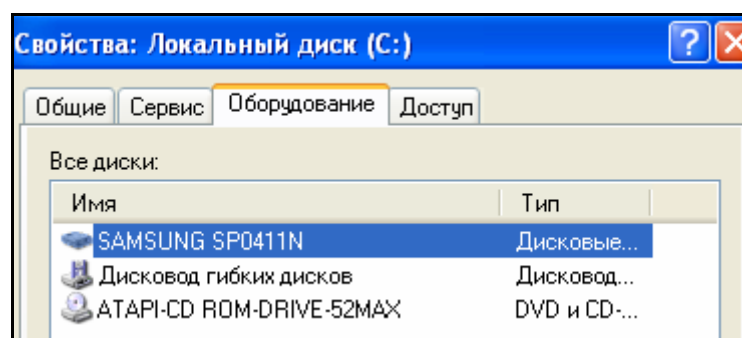 Свойства: Локальный диск (C:)
Общие Сервис Оборудование Доступ
Все диски:
Имя Тип
SAMSUNG SP0411N Дисковые...
Дисковод гибких дисков Дисковод...
ATAPI-CD ROM-DRIVE-52MAX DVD и CD-...